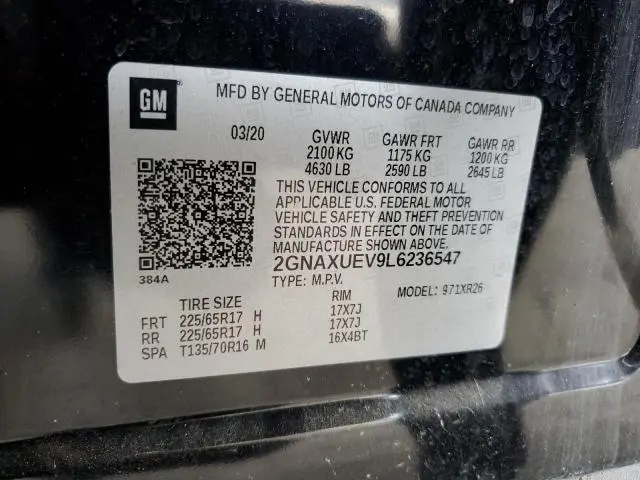 GM
MFD BY GENERAL MOTORS OF CANADA COMPANY
03/20 GVWR GAWR FRT GAWR RR
2100 KG 1175 KG 1200 KG
4630 LB 2590 LB 2645 LB
THIS VEHICLE CONFORMS TO ALL
APPLICABLE U.S. FEDERAL MOTOR
VEHICLE SAFETY AND THEFT PREVENTION
STANDARDS IN EFFECT ON THE DATE OF
MANUFACTURE SHOWN ABOVE.
2GNAXUEV9L6236547
384A TYPE: M.P.V. MODEL: 971XR26
TIRE SIZE RIM
FRT 225/65R17 H 17X7J
RR 225/65R17 H 17X7J
SPA T135/70R16 M 16X4BT